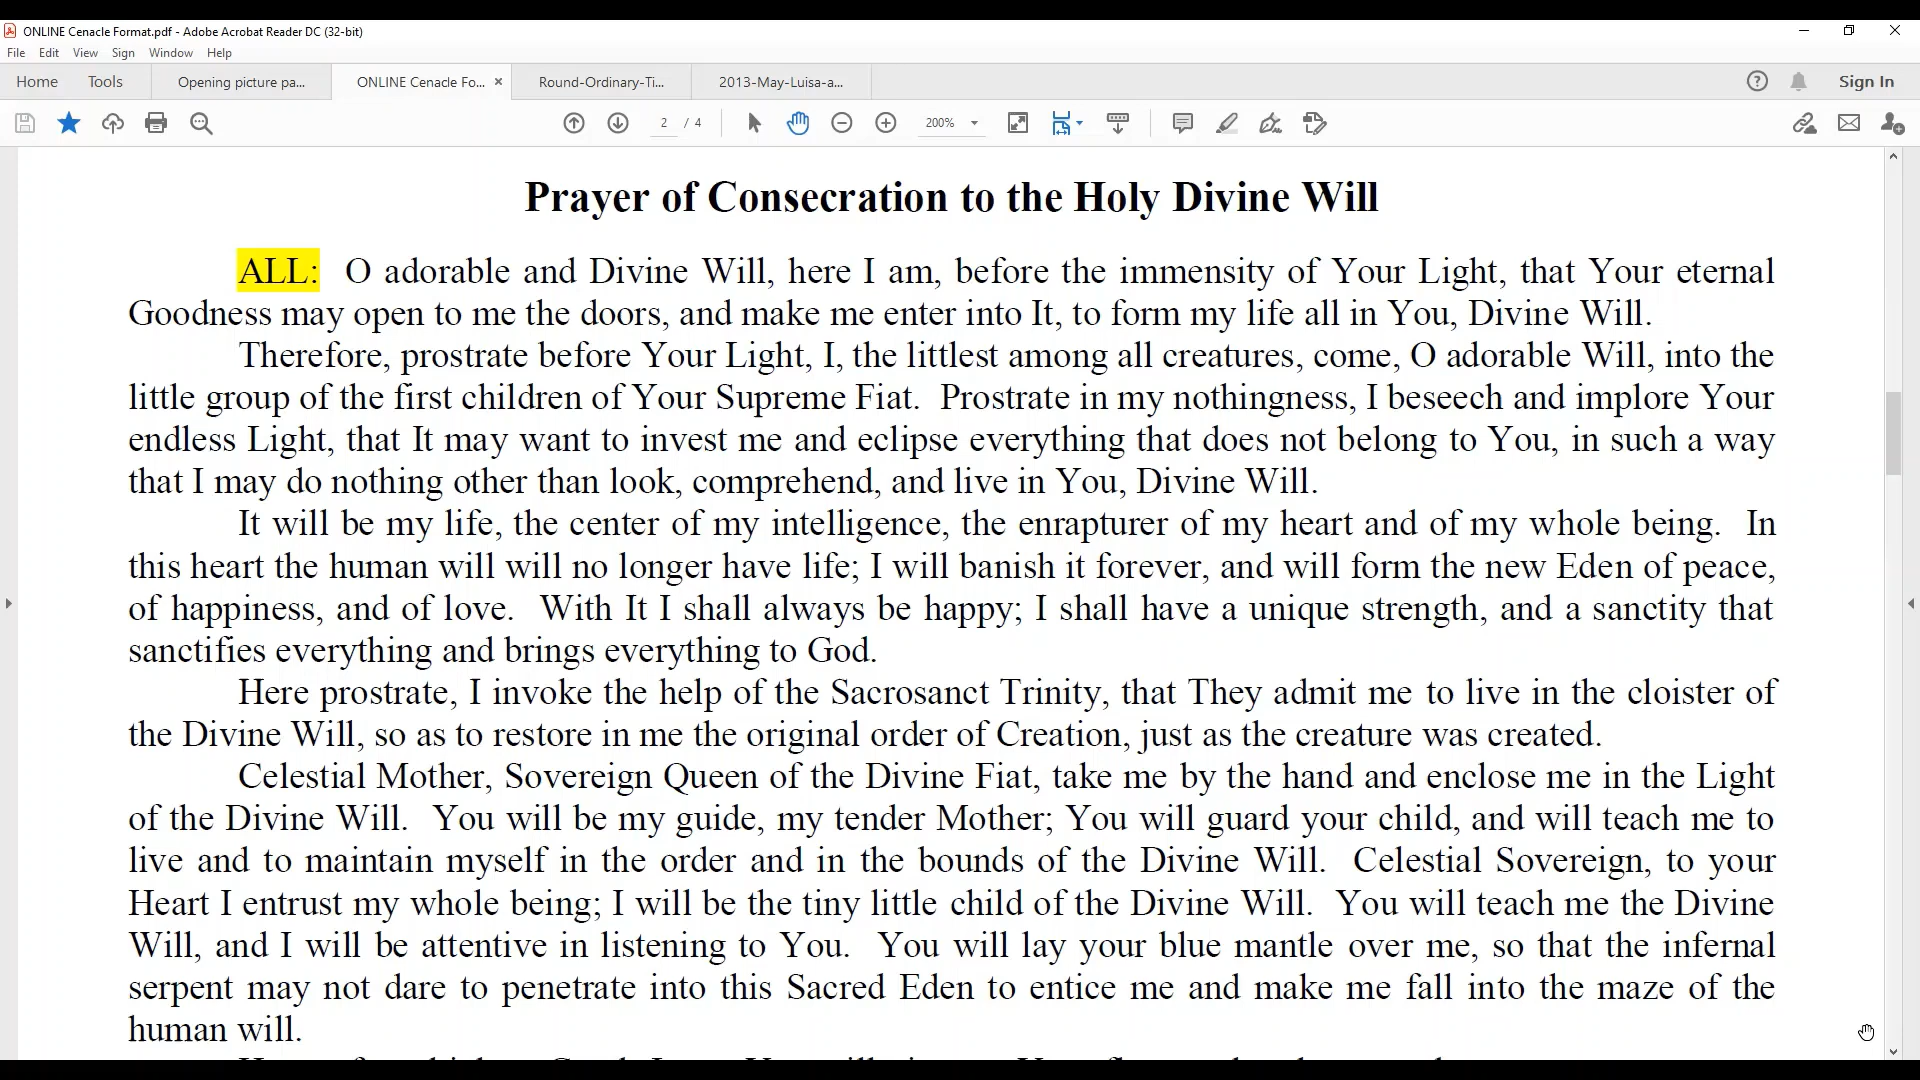 ONLINE Cenacle Format.pdf - Adobe Acrobat Reader DC (32-bit)
File Edit View Sign Window Help
Home Tools Opening picture pa... ONLINE Cenacle Fo... × Round-Ordinary-Ti... 2013-May-Luisa-a... Sign In
2 / 4 200%
Prayer of Consecration to the Holy Divine Will
ALL: O adorable and Divine Will, here I am, before the immensity of Your Light, that Your eternal
Goodness may open to me the doors, and make me enter into It, to form my life all in You, Divine Will.
Therefore, prostrate before Your Light, I, the littlest among all creatures, come, O adorable Will, into the
little group of the first children of Your Supreme Fiat. Prostrate in my nothingness, I beseech and implore Your
endless Light, that It may want to invest me and eclipse everything that does not belong to You, in such a way
that I may do nothing other than look, comprehend, and live in You, Divine Will.
It will be my life, the center of my intelligence, the enrapturer of my heart and of my whole being. In
this heart the human will will no longer have life; I will banish it forever, and will form the new Eden of peace,
of happiness, and of love. With It I shall always be happy; I shall have a unique strength, and a sanctity that
sanctifies everything and brings everything to God.
Here prostrate, I invoke the help of the Sacrosanct Trinity, that They admit me to live in the cloister of
the Divine Will, so as to restore in me the original order of Creation, just as the creature was created.
Celestial Mother, Sovereign Queen of the Divine Fiat, take me by the hand and enclose me in the Light
of the Divine Will. You will be my guide, my tender Mother; You will guard your child, and will teach me to
live and to maintain myself in the order and in the bounds of the Divine Will. Celestial Sovereign, to your
Heart I entrust my whole being; I will be the tiny little child of the Divine Will. You will teach me the Divine
Will, and I will be attentive in listening to You. You will lay your blue mantle over me, so that the infernal
serpent may not dare to penetrate into this Sacred Eden to entice me and make me fall into the maze of the
human will.